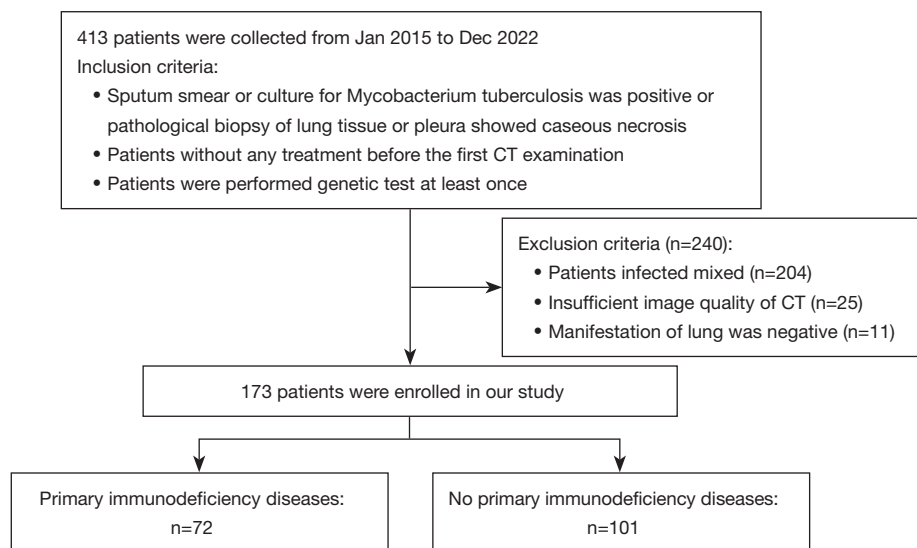 413 patients were collected from Jan 2015 to Dec 2022
Inclusion criteria:
• Sputum smear or culture for Mycobacterium tuberculosis was positive or
pathological biopsy of lung tissue or pleura showed caseous necrosis
• Patients without any treatment before the first CT examination
• Patients were performed genetic test at least once
Exclusion criteria (n=240):
• Patients infected mixed (n=204)
• Insufficient image quality of CT (n=25)
• Manifestation of lung was negative (n=11)
173 patients were enrolled in our study
Primary immunodeficiency diseases:
n=72
No primary immunodeficiency diseases:
n=101